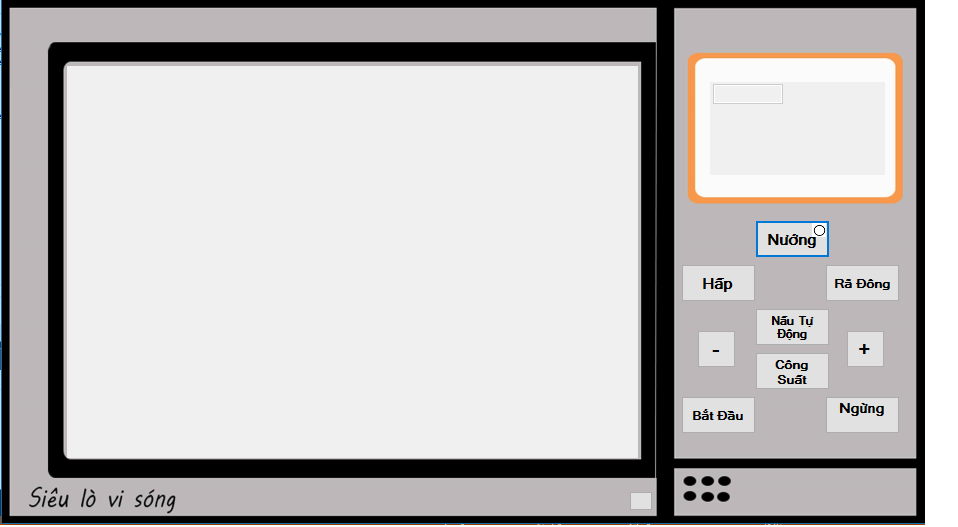 Nướng
Hấp
Rã Đông
Nấu Tự
Động
-
+
Công
Suất
Bắt Đầu
Ngừng
Siêu lò vi sóng